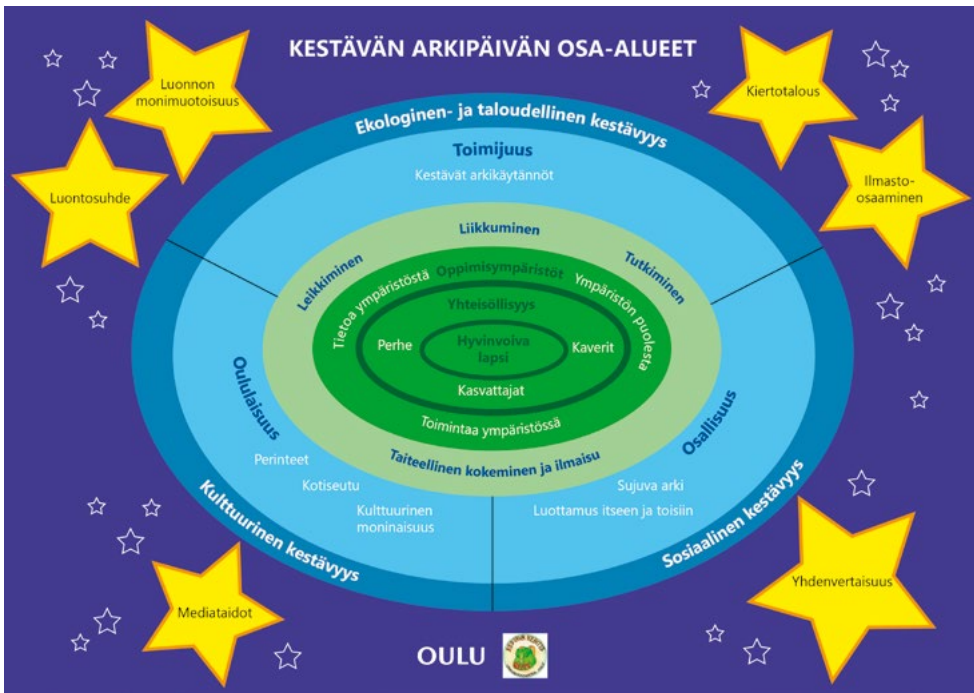 KESTÄVÄN ARKIPÄIVÄN OSA-ALUEET
Luonnon
monimuotoisuus
Luontosuhde
Kiertotalous
Ilmasto-
osaaminen
Ekologinen- ja taloudellinen kestävyys
Toimijuus
Kestävät arkikäytännöt
Liikkuminen
Leikkiminen
Tutkiminen
Oppimisympäristöt
Tietoa ympäristöstä
Ympäristön puolesta
Yhteisöllisyys
Hyvinvoiva
lapsi
Perhe
Kaverit
Kasvattajat
Toimintaa ympäristössä
Taiteellinen kokeminen ja ilmaisu
Oululaisuus
Perinteet
Kotiseutu
Kulttuurinen
moninaisuus
Osallisuus
Sujuva arki
Luottamus itseen ja toisiin
Kulttuurinen kestävyys
Sosiaalinen kestävyys
Mediataidot
Yhdenvertaisuus
OULU